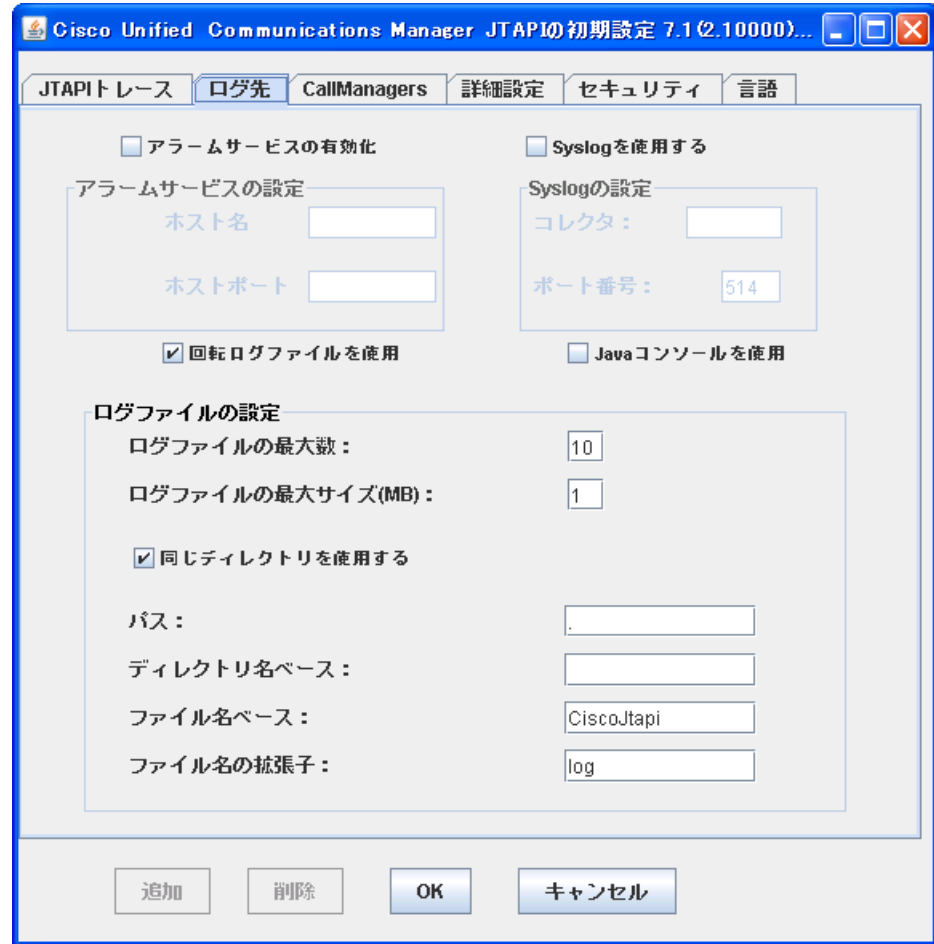 Cisco Unified Communications Manager JTAPIの初期設定 7.1(2.10000)...
JTAPIトレース ログ先 CallManagers 詳細設定 セキュリティ 言語
アラームサービスの有効化 Syslogを使用する
アラームサービスの設定 Syslogの設定
ホスト名 コレクタ：
ホストポート ポート番号： 514
回転ログファイルを使用 Javaコンソールを使用
ログファイルの設定
ログファイルの最大数： 10
ログファイルの最大サイズ(MB)： 1
同じディレクトリを使用する
パス： .
ディレクトリ名ベース：
ファイル名ベース： CiscoJtapi
ファイル名の拡張子： log
追加 削除 OK キャンセル